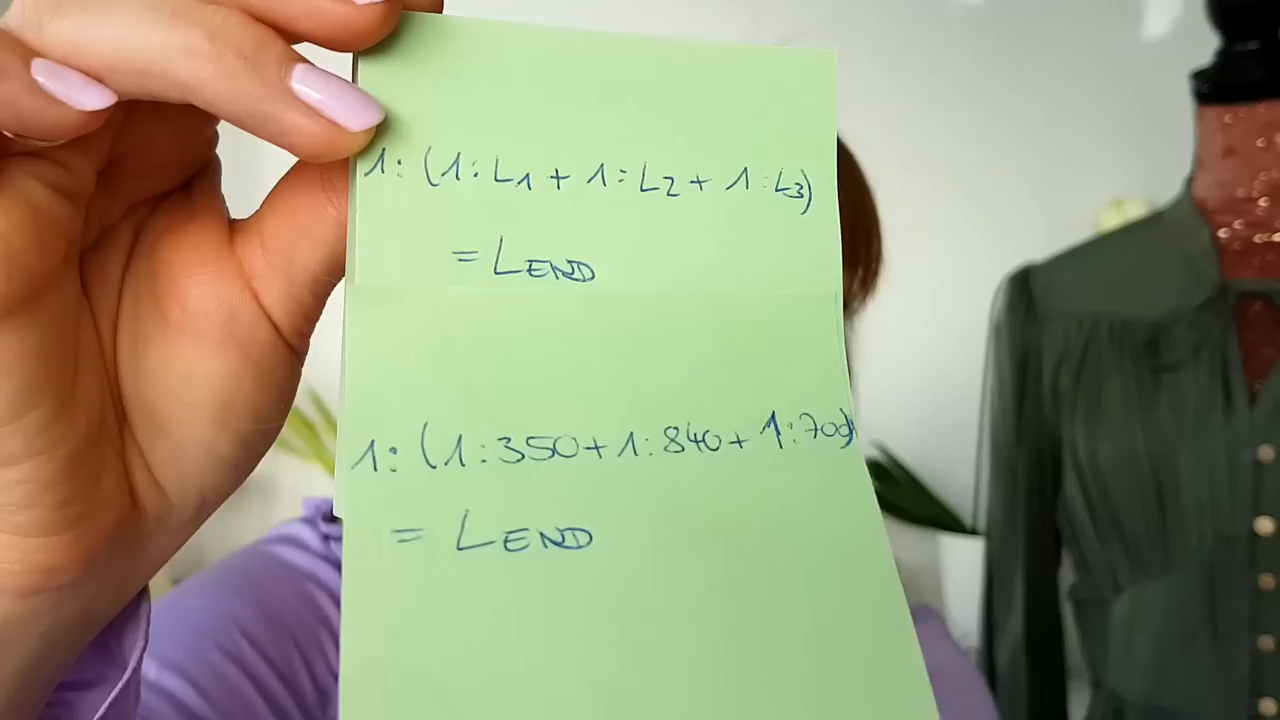 1: (1:L1 + 1:L2 + 1:L3)
= LEND
1: (1:350+1:840+1:700)
= LEND